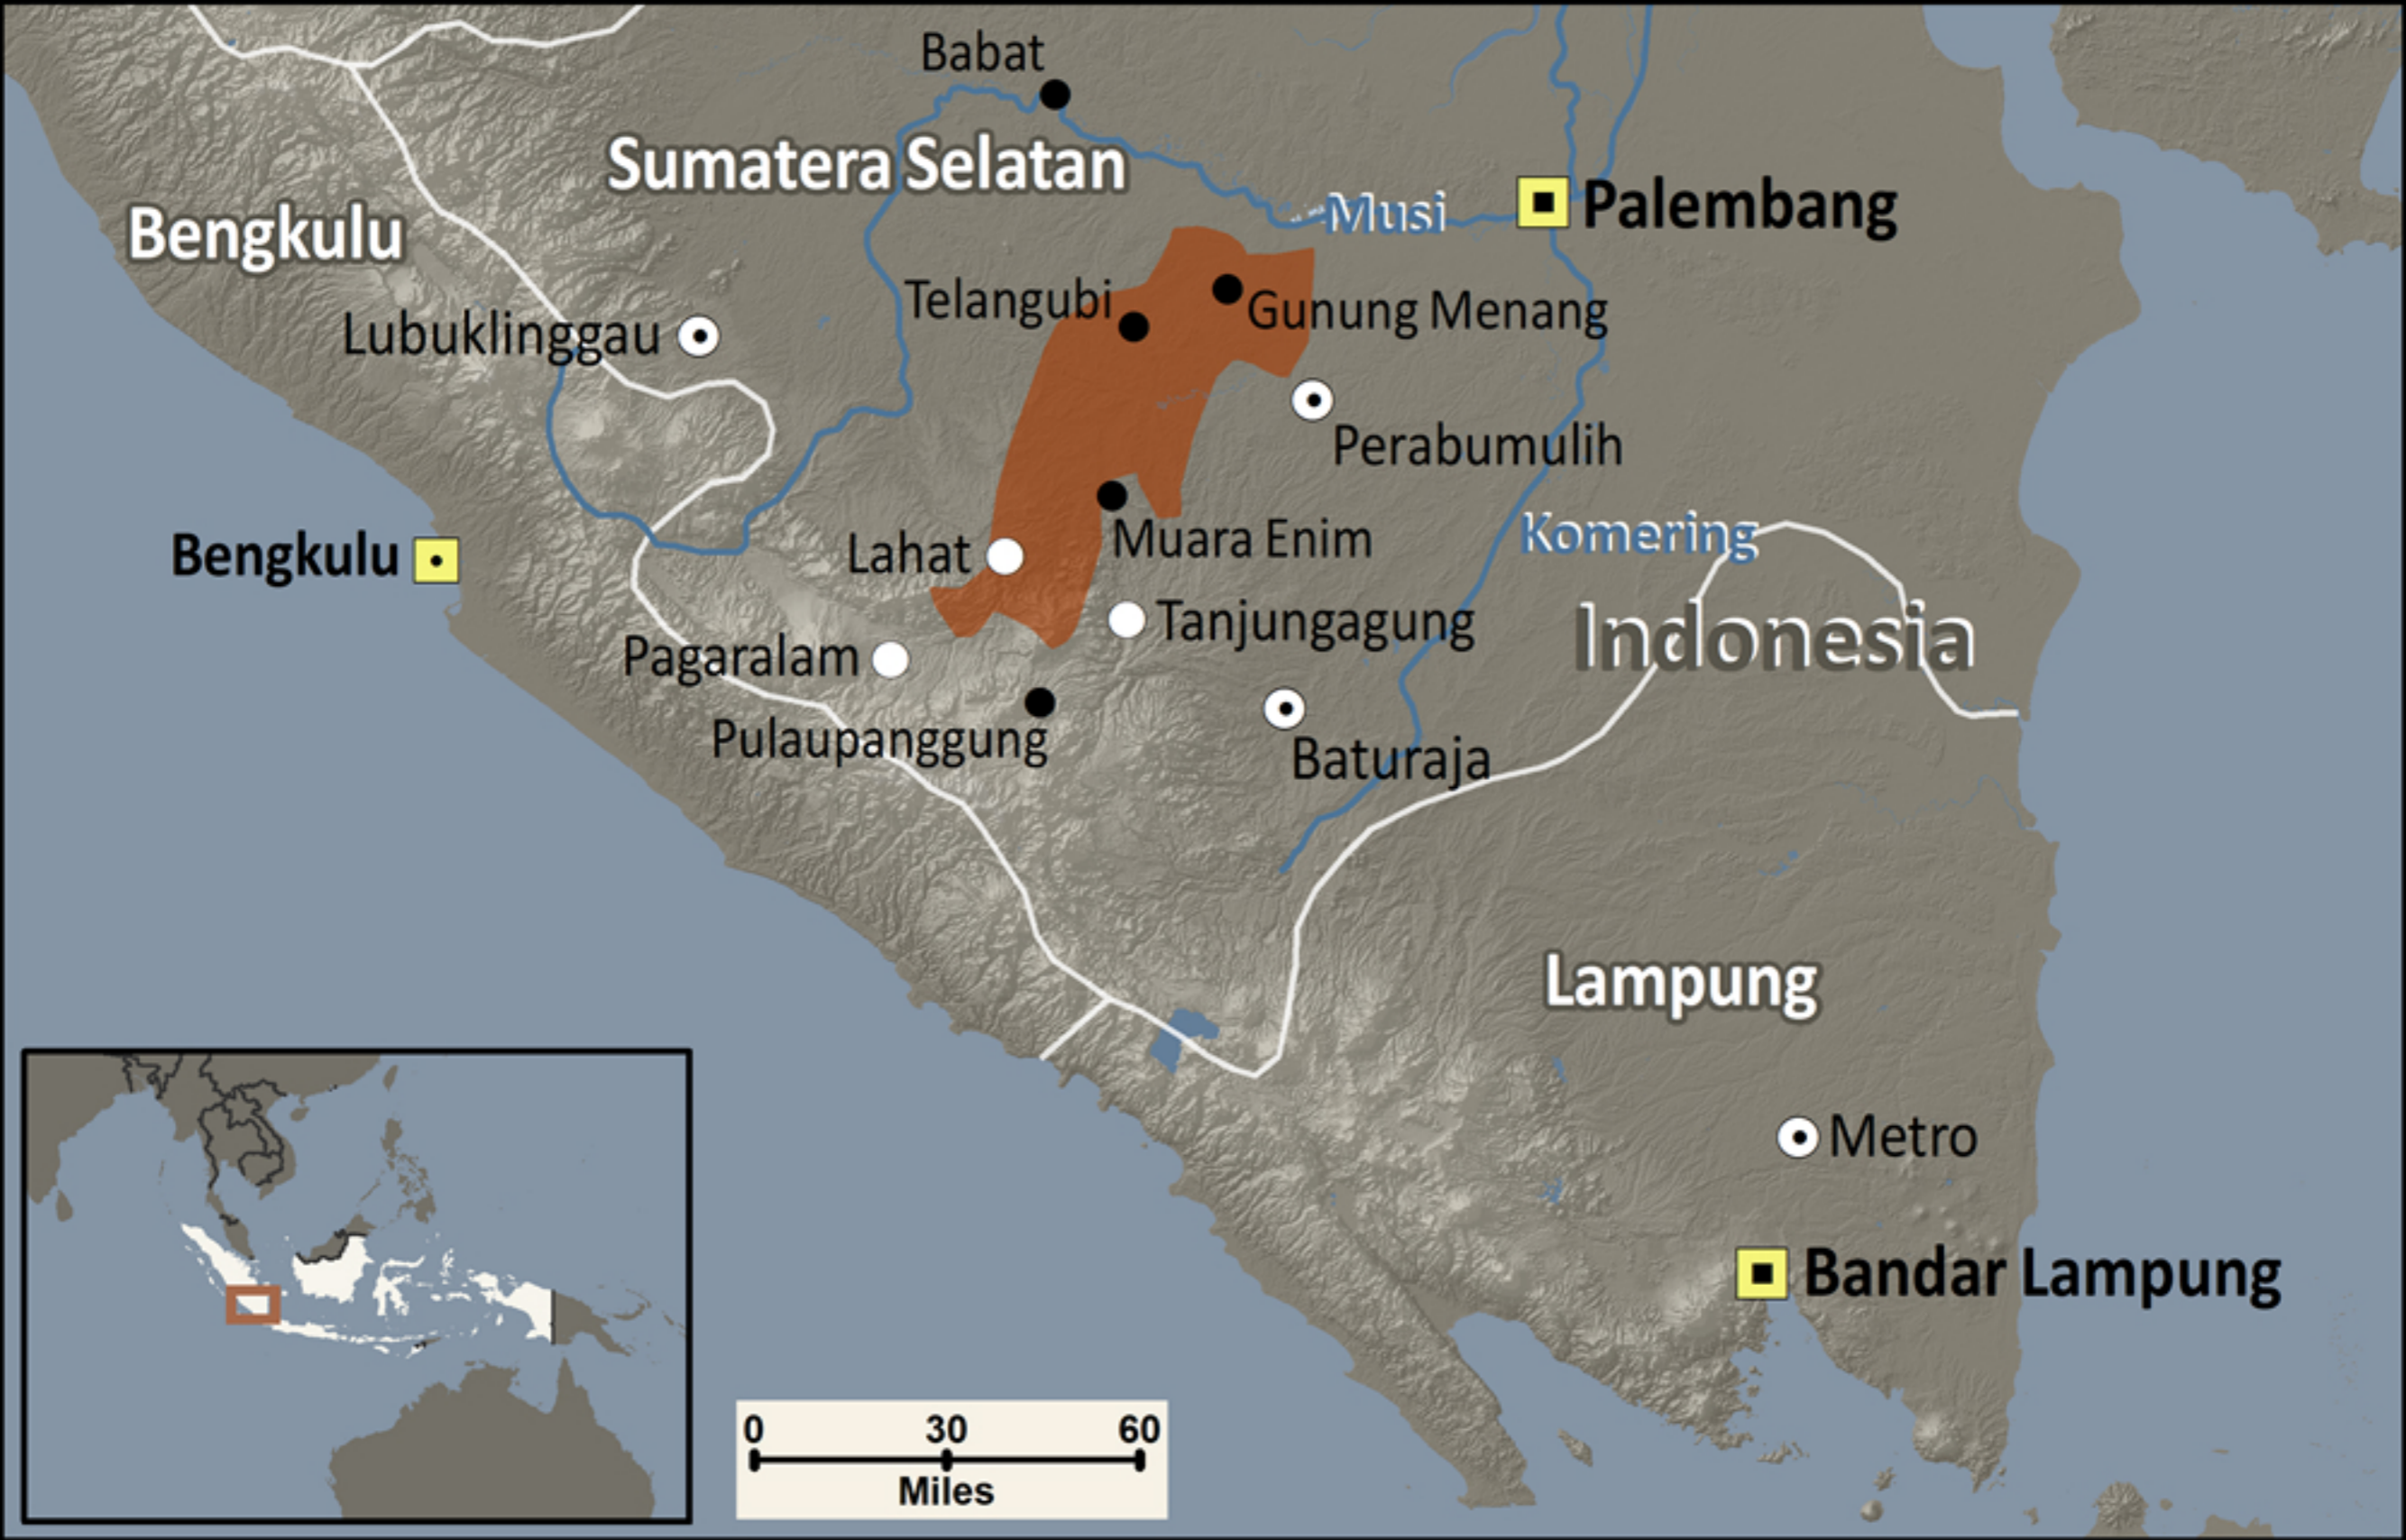 Babat
Sumatera Selatan
Musi
Palembang
Bengkulu
Telangubi
Gunung Menang
Lubuklinggau
Perabumulih
Komering
Muara Enim
Lahat
Bengkulu
Tanjungagung
Indonesia
Pagaralam
Pulaupanggung
Baturaja
Lampung
Metro
Bandar Lampung
0 30 60
Miles